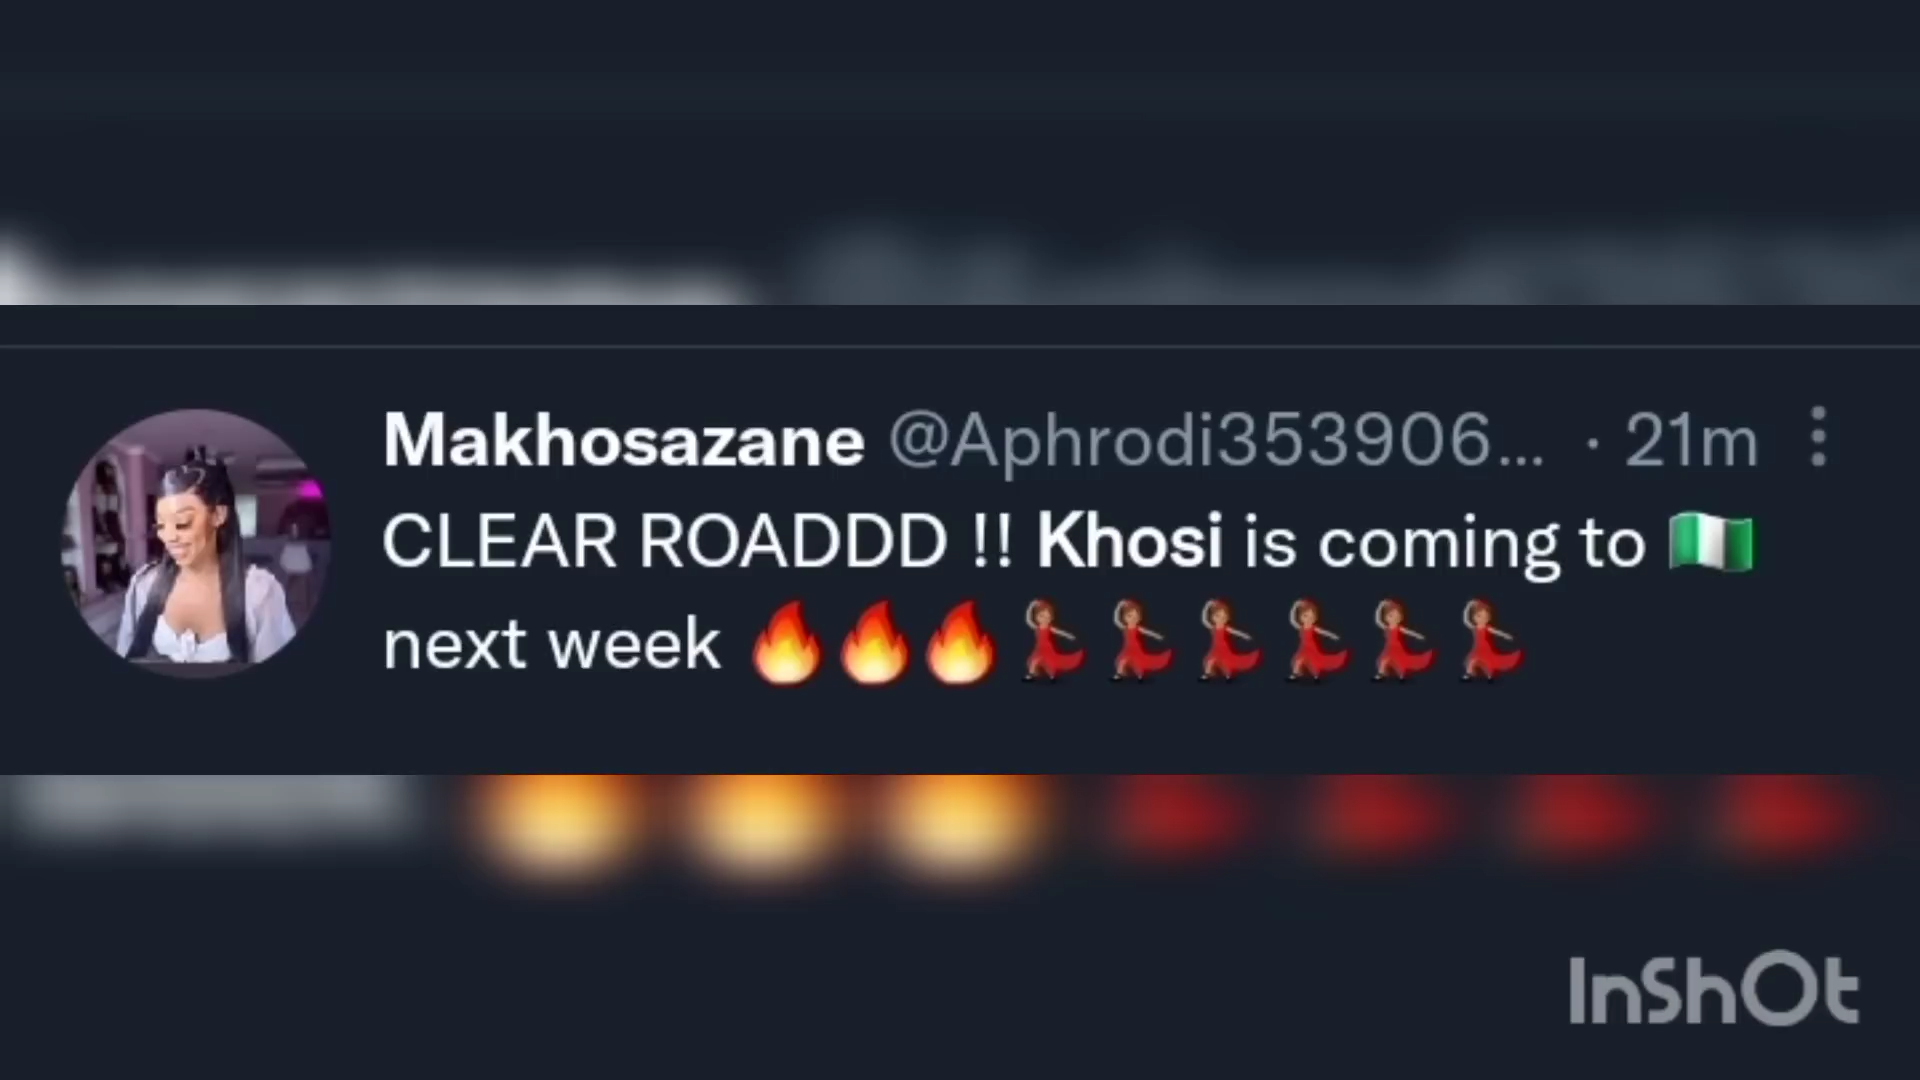 Makhosazane @Aphrodi353906... · 21m
CLEAR ROADDD !! Khosi is coming to 🇳🇬
next week 🔥🔥🔥💃🏽💃🏽💃🏽💃🏽💃🏽💃🏽
InShOt